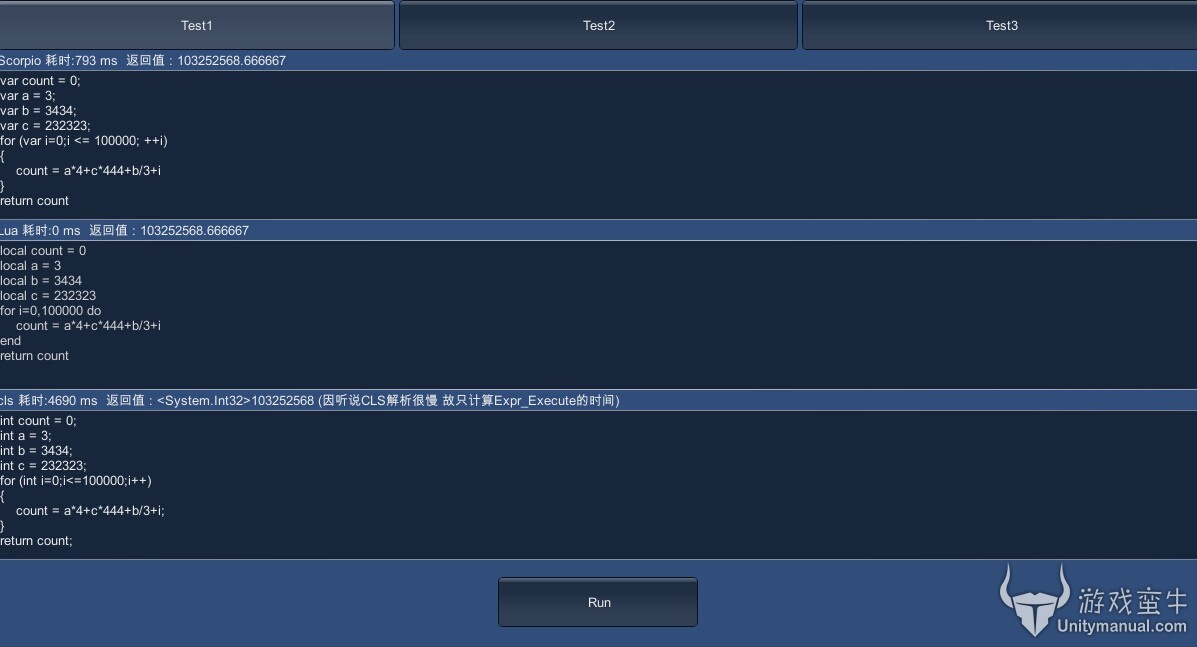 Test1 Test2 Test3
Scorpio 耗时:793 ms 返回值 : 103252568.666667
var count = 0;
var a = 3;
var b = 3434;
var c = 232323;
for (var i=0;i <= 100000; ++i)
{
    count = a*4+c*444+b/3+i
}
return count
Lua 耗时:0 ms 返回值 : 103252568.666667
local count = 0
local a = 3
local b = 3434
local c = 232323
for i=0,100000 do
    count = a*4+c*444+b/3+i
end
return count
cls 耗时:4690 ms 返回值 : <System.Int32>103252568 (因听说CLS解析很慢 故只计算Expr_Execute的时间)
int count = 0;
int a = 3;
int b = 3434;
int c = 232323;
for (int i=0;i<=100000;i++)
{
    count = a*4+c*444+b/3+i;
}
return count;
Run
游戏蛮牛
Unitymanual.com